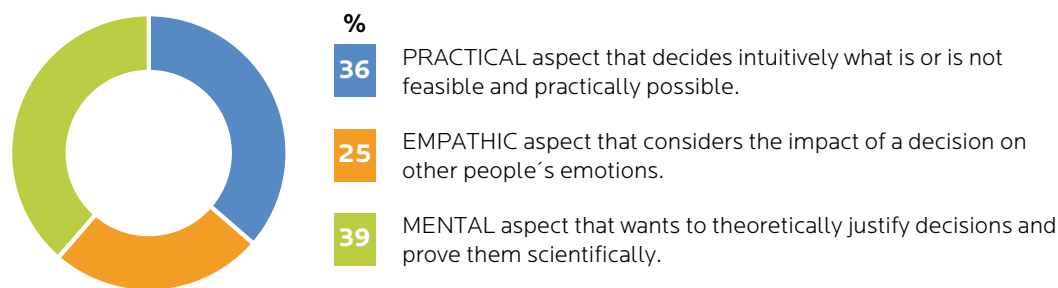 %
36
PRACTICAL aspect that decides intuitively what is or is not
feasible and practically possible.
25
EMPATHIC aspect that considers the impact of a decision on
other people´s emotions.
39
MENTAL aspect that wants to theoretically justify decisions and
prove them scientifically.